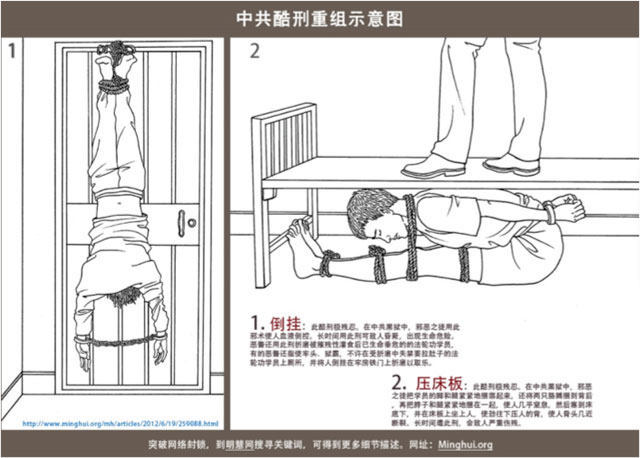 中共酷刑重组示意图
1
2
1. 倒挂：此酷刑极残忍。在中共黑狱中，邪恶之徒用此
邪术使人血液倒控。长时间用此刑可致人昏厥，出现生命危险。
恶警还用此刑折磨被摧残性灌食后已生命垂危的的法轮功学员，
有的恶警还指使牢头、狱霸，不许在受折磨中失禁要拉肚子的法
轮功学员上厕所，并将人倒挂在牢房铁门上折磨以取乐。
2. 压床板：此酷刑极残忍。在中共黑狱中，邪恶
之徒把学员的脚和腿紧紧地捆绑起来，还将两只胳膊绑到背后
，再把脖子和腿紧紧地捆在一起，使人几乎窒息，然后塞到床
底下，并在床板上坐上人，使劲往下压人的背，使人骨头几近
断裂，长时间遭此刑，会致人严重伤残。
http://www.minghui.org/mh/articles/2012/6/19/259088.html
突破网络封锁，到明慧网搜寻关键词，可得到更多细节描述。网址：Minghui.org